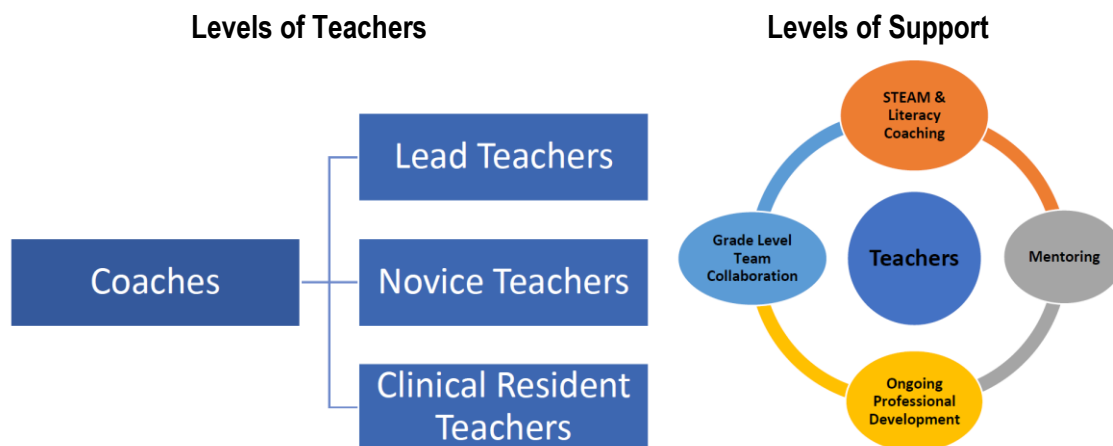 Levels of Teachers
Coaches
Lead Teachers
Novice Teachers
Clinical Resident
Teachers
Levels of Support
STEAM &
Literacy
Coaching
Grade Level
Team
Collaboration
Teachers
Mentoring
Ongoing
Professional
Development